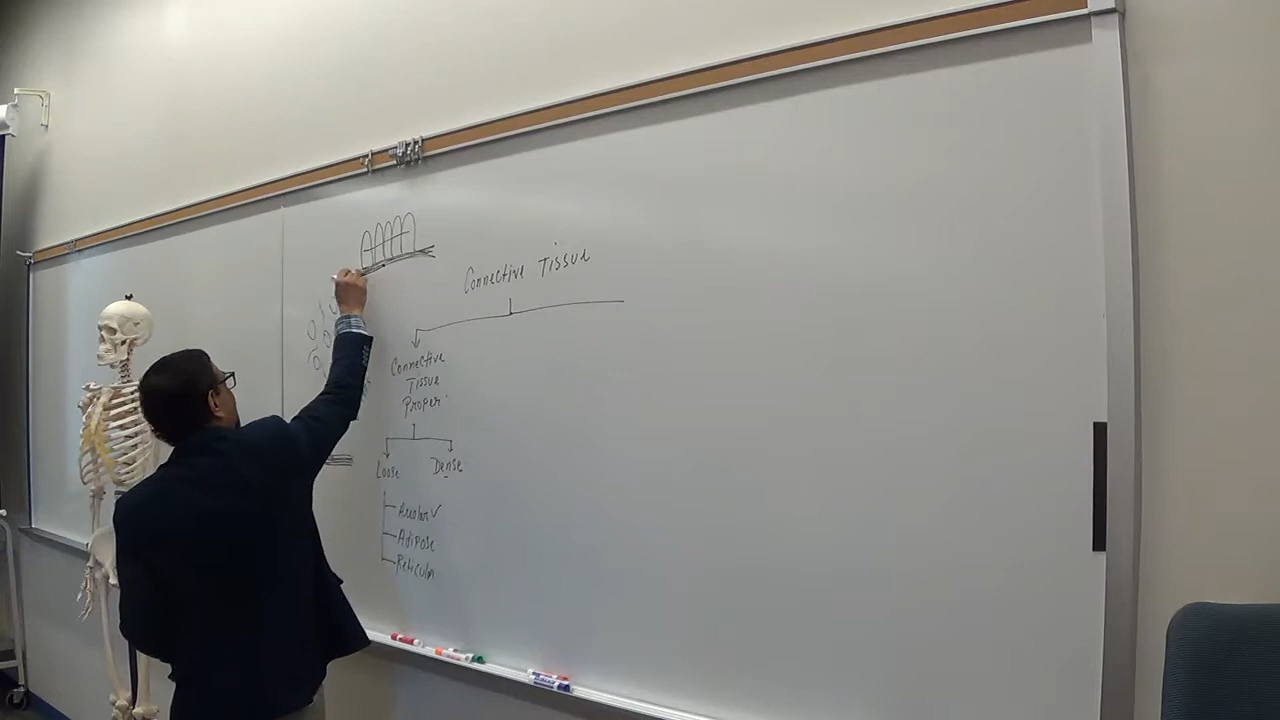 Connective Tissue
Connective
Tissue
Proper
Loose Dense
Areolar ✓
Adipose
Reticular